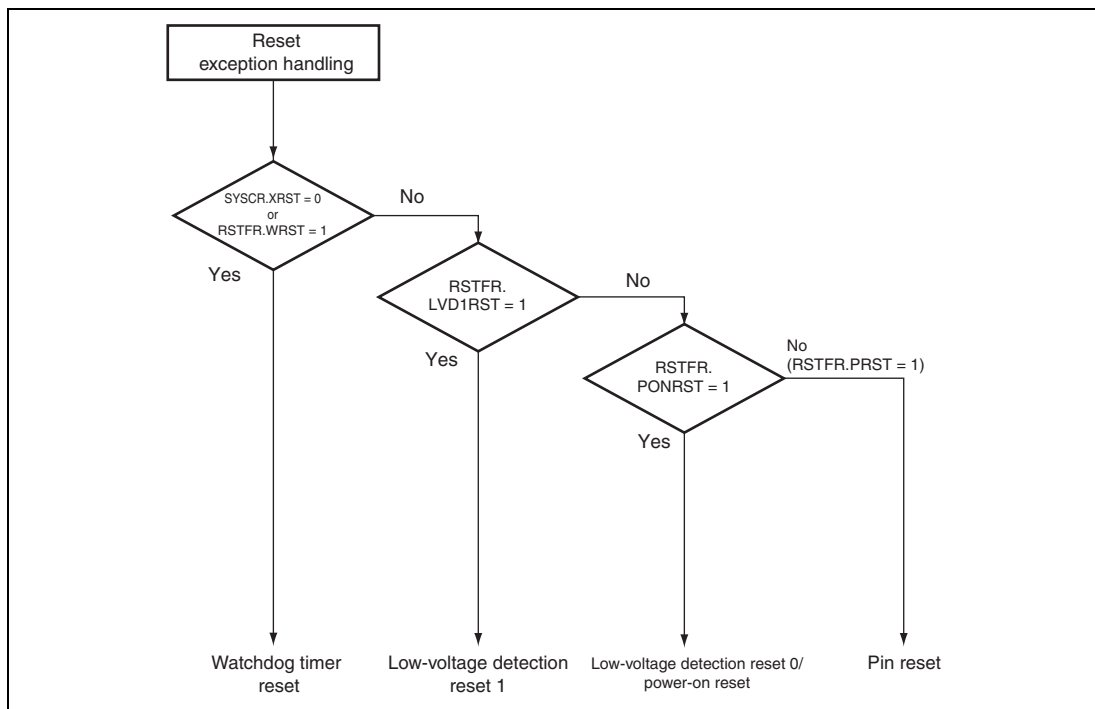 Reset
exception handling
SYSCR.XRST = 0
or
RSTFR.WRST = 1
No
Yes
RSTFR.
LVD1RST = 1
No
Yes
RSTFR.
PONRST = 1
No
(RSTFR.PRST = 1)
Yes
Watchdog timer
reset
Low-voltage detection
reset 1
Low-voltage detection reset 0/
power-on reset
Pin reset